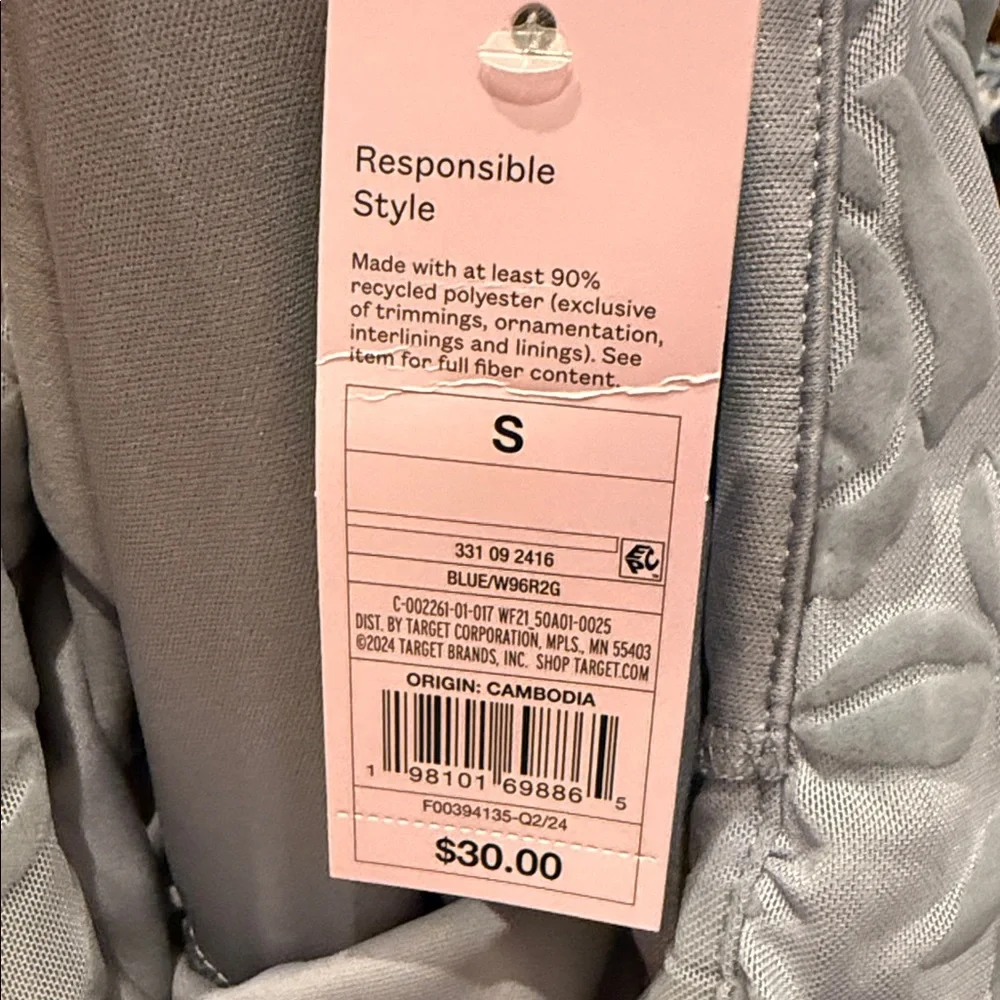 Responsible
Style
Made with at least 90%
recycled polyester (exclusive
of trimmings, ornamentation,
interlinings and linings). See
item for full fiber content.
S
331 09 2416
EPC
BLUE/W96R2G
C-002261-01-017 WF21_50A01-0025
DIST. BY TARGET CORPORATION, MPLS., MN 55403
©2024 TARGET BRANDS, INC. SHOP TARGET.COM
ORIGIN: CAMBODIA
1 98101 69886 5
F00394135-Q2/24
$30.00